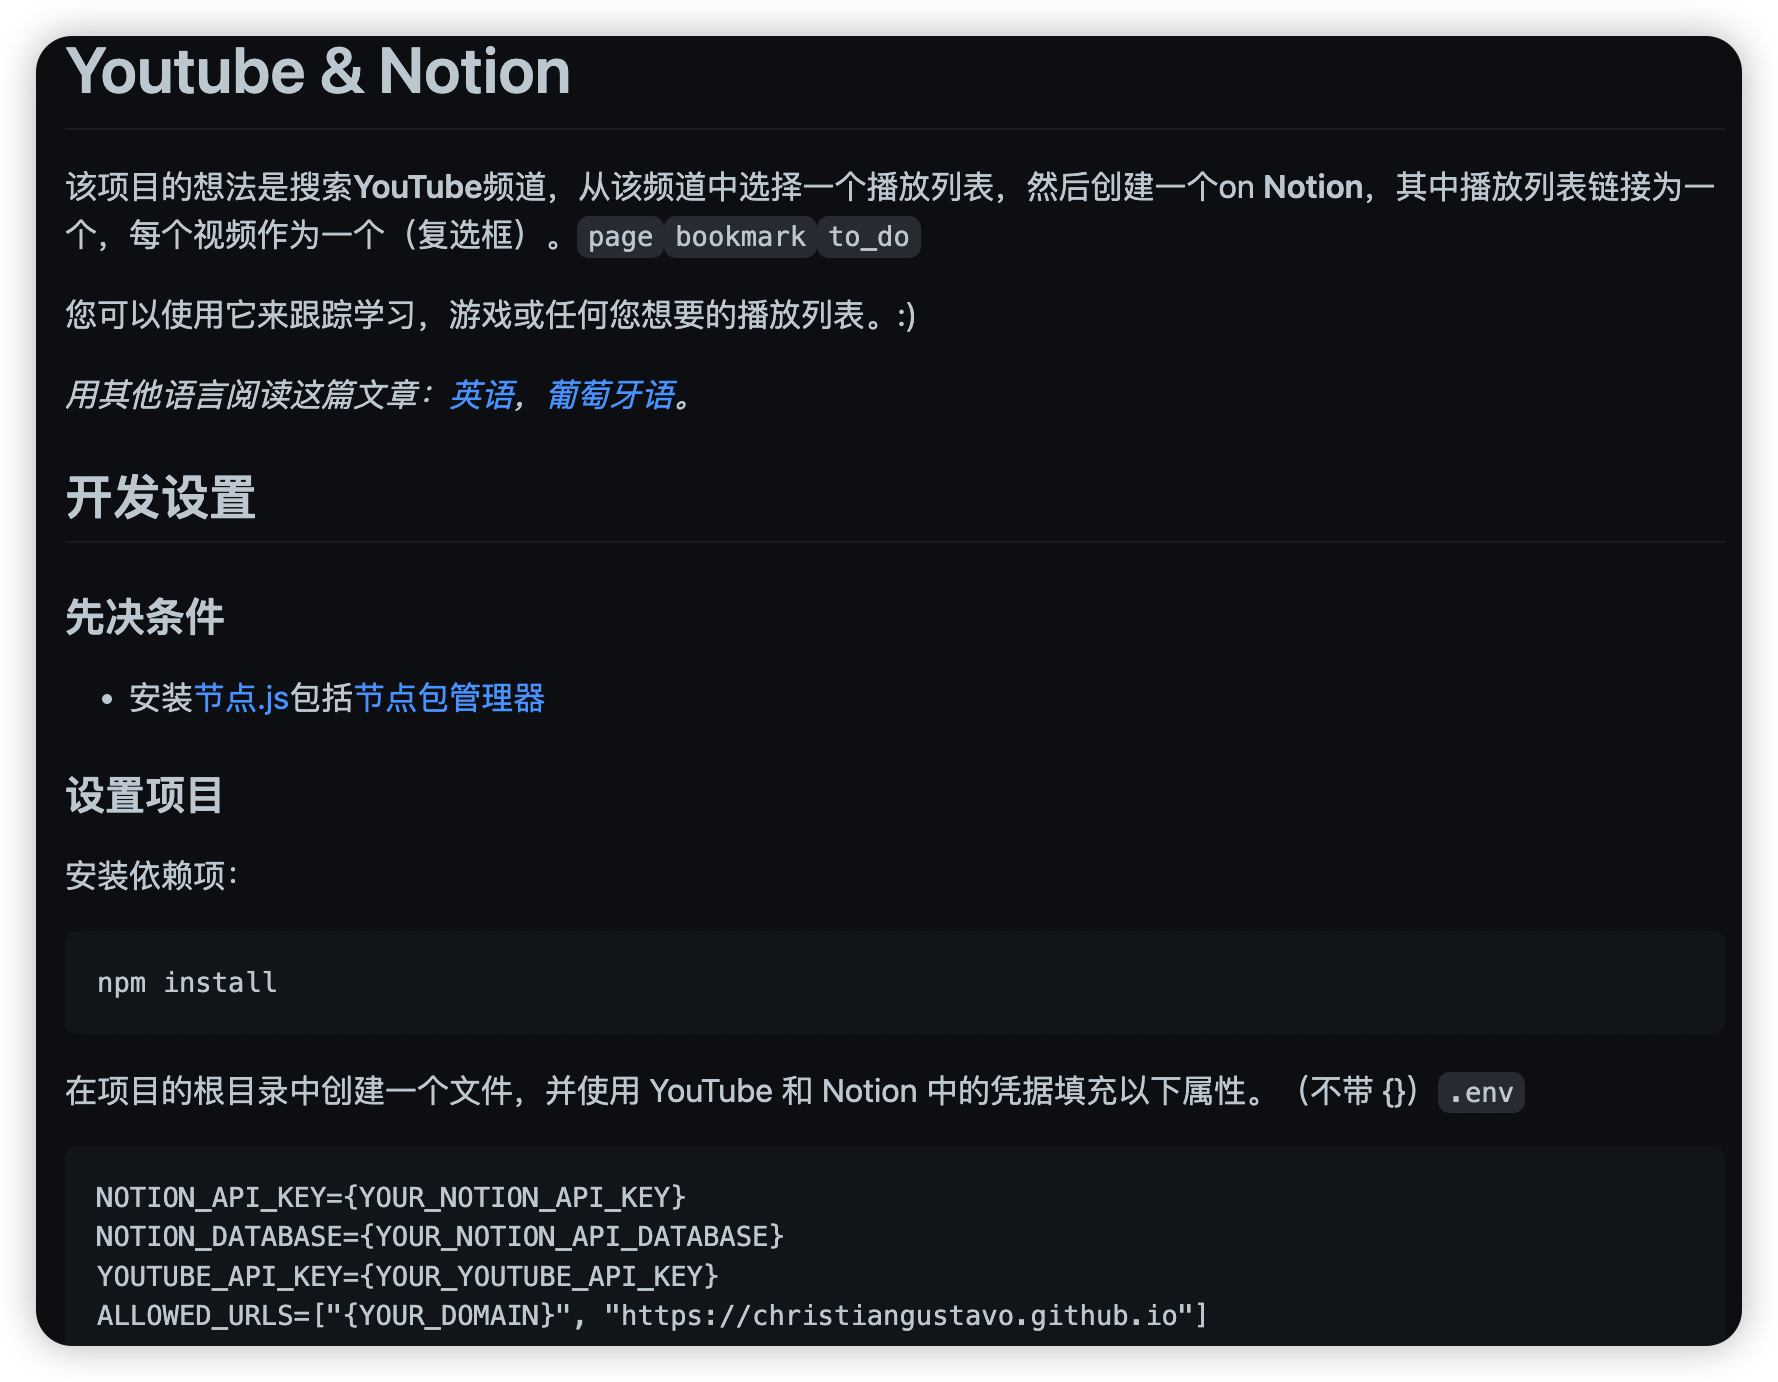 Youtube & Notion
该项目的想法是搜索YouTube频道，从该频道中选择一个播放列表，然后创建一个on Notion，其中播放列表链接为一
个，每个视频作为一个（复选框）。page bookmark to_do
您可以使用它来跟踪学习，游戏或任何您想要的播放列表。:)
用其他语言阅读这篇文章：英语，葡萄牙语。
开发设置
先决条件
• 安装节点.js包括节点包管理器
设置项目
安装依赖项：
npm install
在项目的根目录中创建一个文件，并使用 YouTube 和 Notion 中的凭据填充以下属性。（不带 {}） .env
NOTION_API_KEY={YOUR_NOTION_API_KEY}
NOTION_DATABASE={YOUR_NOTION_API_DATABASE}
YOUTUBE_API_KEY={YOUR_YOUTUBE_API_KEY}
ALLOWED_URLS=["{YOUR_DOMAIN}", "https://christiangustavo.github.io"]